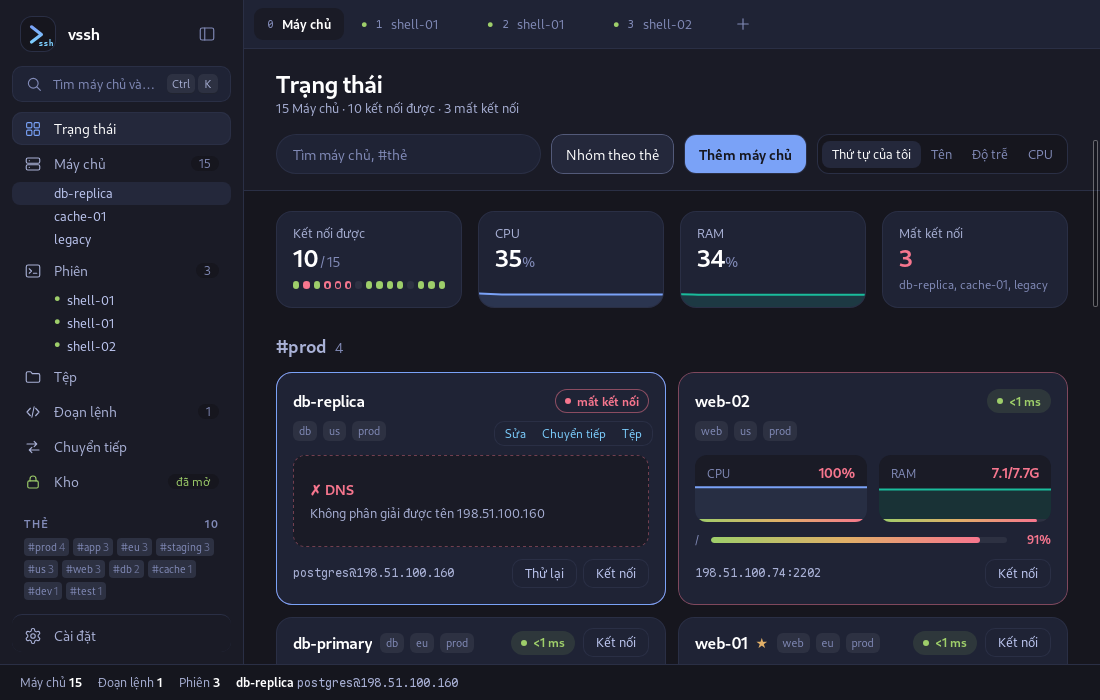 ssh
vssh
Tìm máy chủ và... Ctrl K
Trạng thái
Máy chủ 15
db-replica
cache-01
legacy
Phiên 3
shell-01
shell-01
shell-02
Tệp
Đoạn lệnh 1
Chuyển tiếp
Kho đã mở
THẺ 10
#prod 4 #app 3 #eu 3 #staging 3
#us 3 #web 3 #db 2 #cache 1
#dev 1 #test 1
Cài đặt
0 Máy chủ 1 shell-01 2 shell-01 3 shell-02
Trạng thái
15 Máy chủ · 10 kết nối được · 3 mất kết nối
Tìm máy chủ, #thẻ Nhóm theo thẻ Thêm máy chủ Thứ tự của tôi Tên Độ trễ CPU
Kết nối được
10 / 15
CPU
35%
RAM
34%
Mất kết nối
3
db-replica, cache-01, legacy
#prod 4
db-replica mất kết nối
db us prod Sửa Chuyển tiếp Tệp
✗ DNS
Không phân giải được tên 198.51.100.160
postgres@198.51.100.160 Thử lại Kết nối
web-02 <1 ms
web us prod
CPU 100% RAM 7.1/7.7G
/ 91%
198.51.100.74:2202 Kết nối
db-primary db eu prod <1 ms Kết nối
web-01 ★ web eu prod <1 ms Kết nối
Máy chủ 15 Đoạn lệnh 1 Phiên 3 db-replica postgres@198.51.100.160